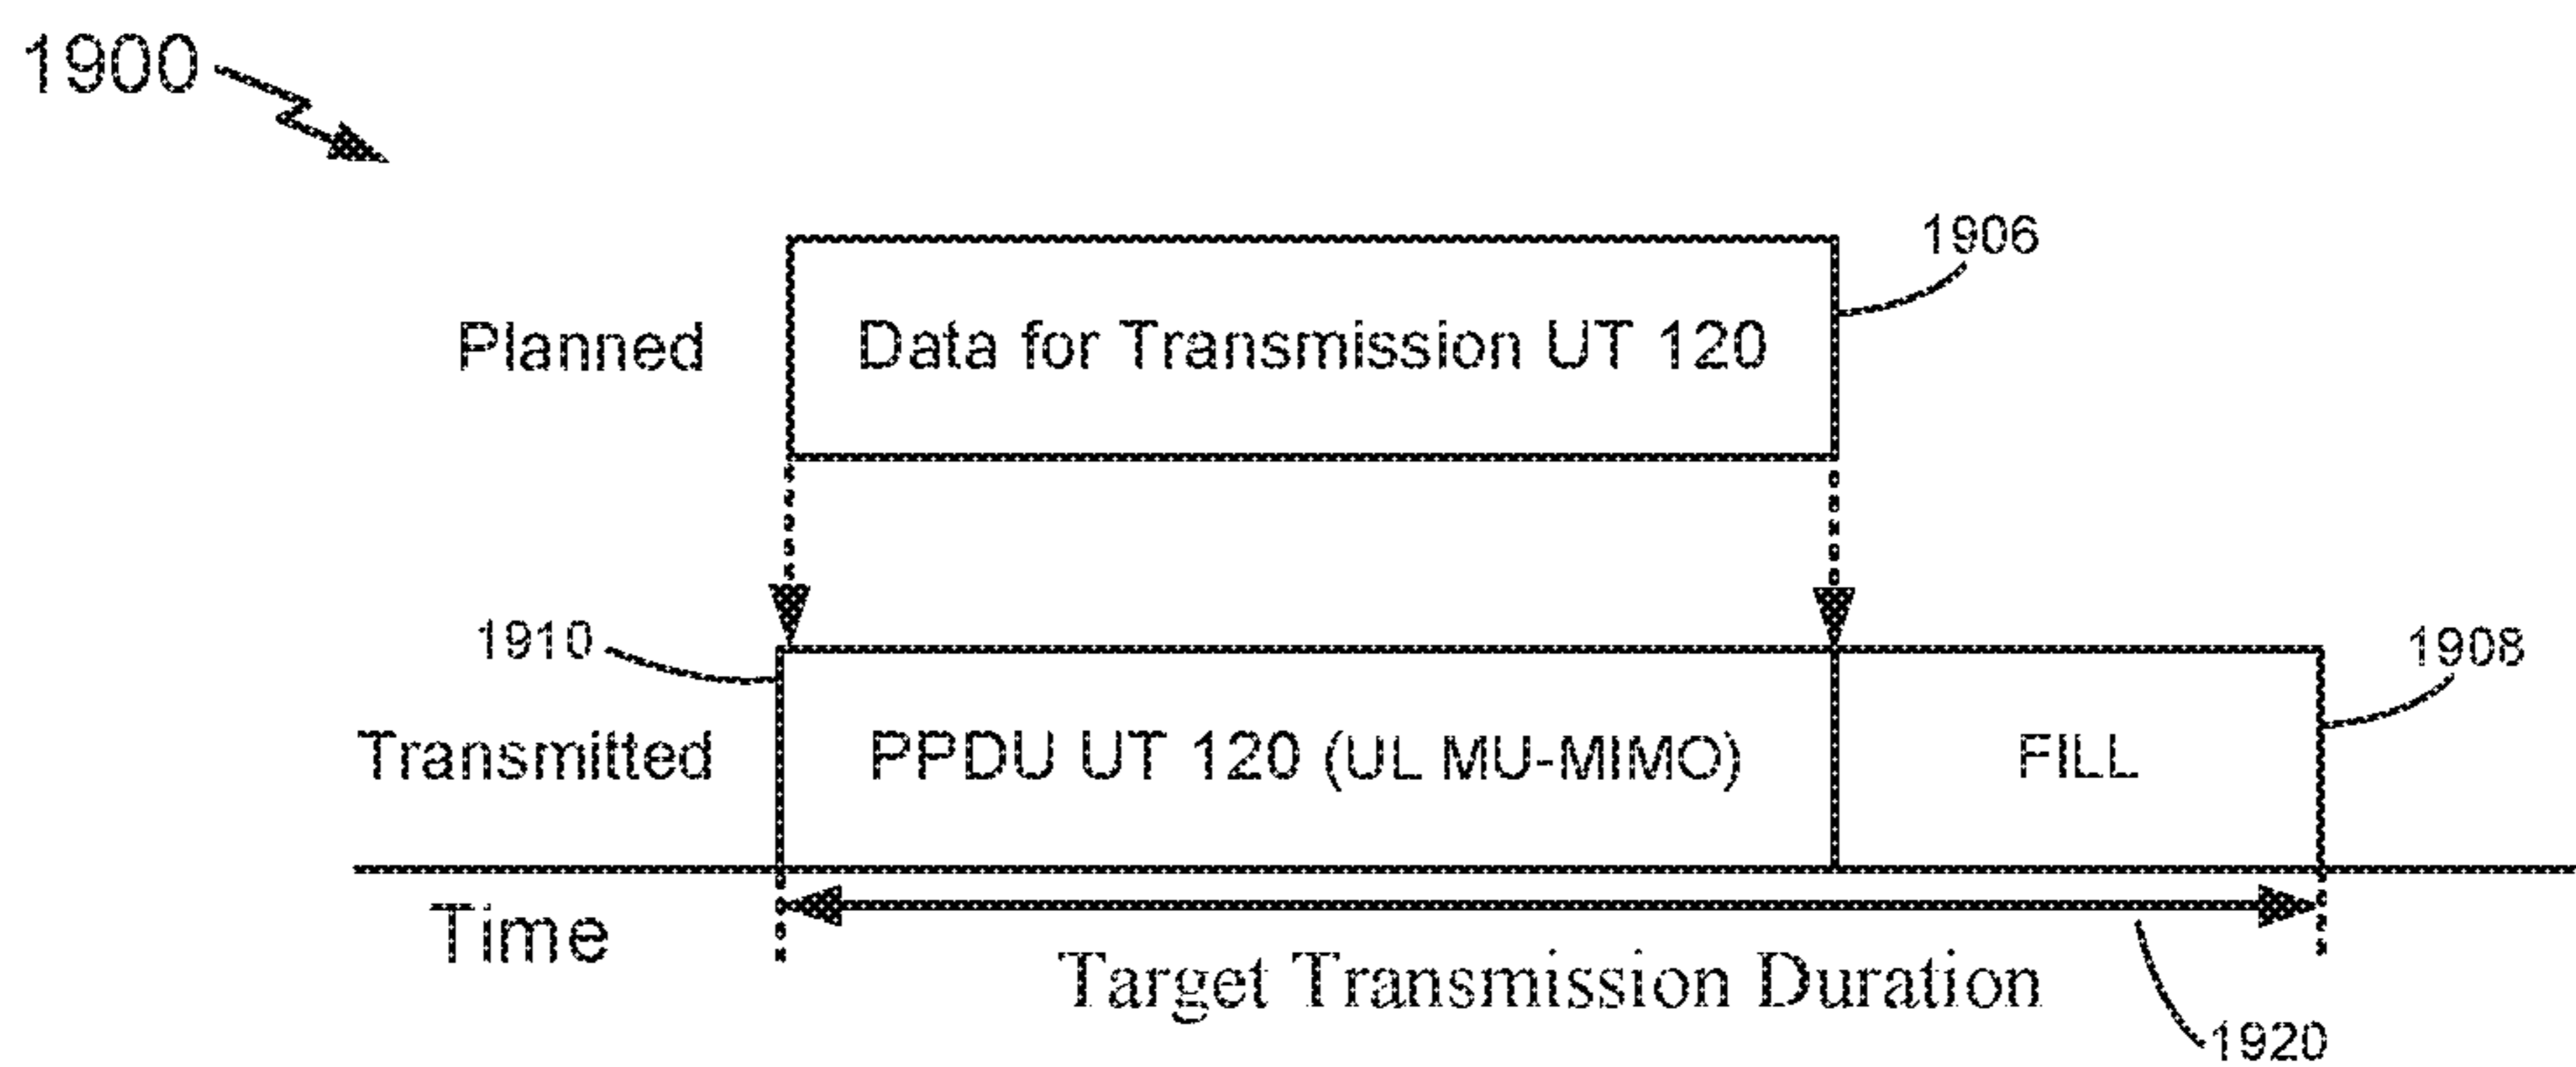 1900
1906
Planned
Data for Transmission UT 120
1910
1908
Transmitted
PPDU UT 120 (UL MU-MIMO)
FILL
Time
Target Transmission Duration
1920